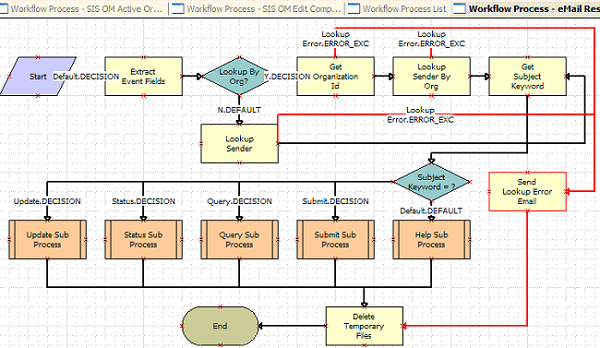 Workflow Process - SIS OM Active Or... Workflow Process - SIS OM Edit Comp... Workflow Process List Workflow Process - eMail Res
Lookup
Error.ERROR_EXC
Lookup
Error.ERROR_EXC
Start
Default.DECISION
Extract
Event Fields
Lookup By
Org?
Y.DECISION
Get
Organization
Id
Lookup
Sender By
Org
Get
Subject
Keyword
N.DEFAULT
Lookup
Error.ERROR_EXC
Lookup
Sender
Subject
Keyword = ?
Send
Lookup Error
Email
Update.DECISION
Status.DECISION
Query.DECISION
Submit.DECISION
Default.DEFAULT
Update Sub
Process
Status Sub
Process
Query Sub
Process
Submit Sub
Process
Help Sub
Process
End
Delete
Temporary
Files